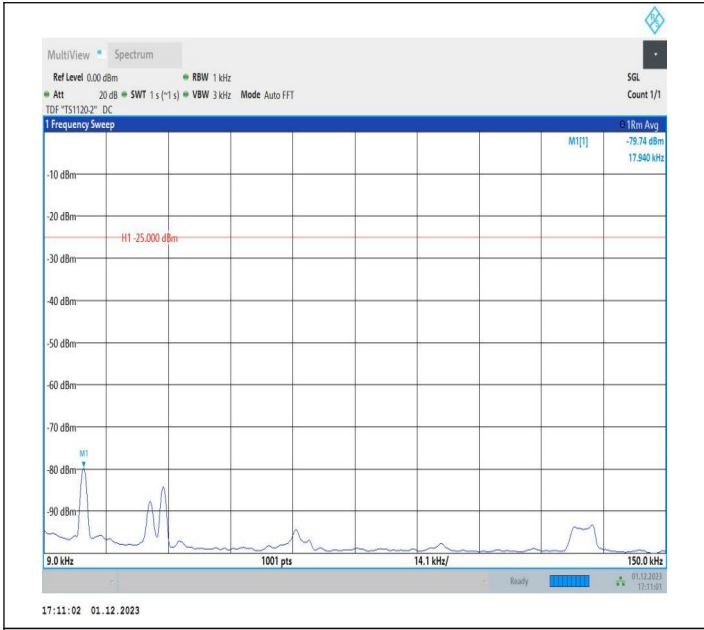 R S
MultiView Spectrum
Ref Level 0.00 dBm RBW 1 kHz SGL
Att 20 dB SWT 1 s (~1 s) VBW 3 kHz Mode Auto FFT Count 1/1
TDF "TS1120-2" DC
1 Frequency Sweep 1Rm Avg
M1[1] -79.74 dBm
17.940 kHz
-10 dBm
-20 dBm
H1 -25.000 dBm
-30 dBm
-40 dBm
-50 dBm
-60 dBm
-70 dBm
M1
-80 dBm
-90 dBm
9.0 kHz 1001 pts 14.1 kHz/ 150.0 kHz
Ready 01.12.2023
17:11:01
17:11:02 01.12.2023